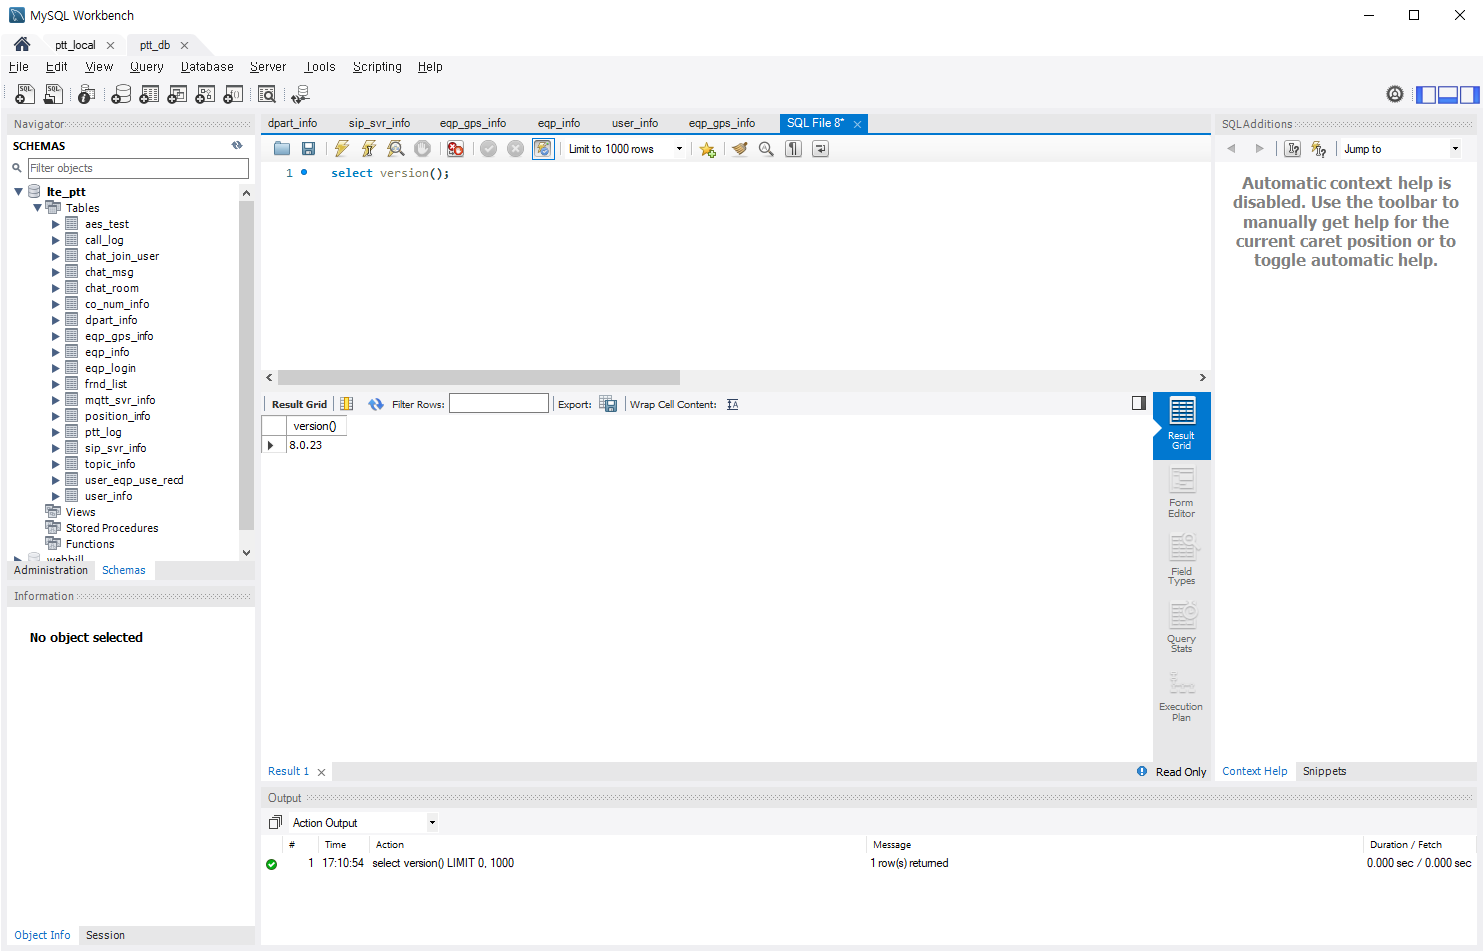 MySQL Workbench
ptt_local
ptt_db
File Edit View Query Database Server Tools Scripting Help
Navigator
SCHEMAS
Filter objects
lte_ptt
Tables
aes_test
call_log
chat_join_user
chat_msg
chat_room
co_num_info
dpart_info
eqp_gps_info
eqp_info
eqp_login
frnd_list
mqtt_svr_info
position_info
ptt_log
sip_svr_info
topic_info
user_eqp_use_recd
user_info
Views
Stored Procedures
Functions
webbill
Administration Schemas
Information
No object selected
Object Info Session
dpart_info sip_svr_info eqp_gps_info eqp_info user_info eqp_gps_info SQL File 8*
Limit to 1000 rows
1 select version();
Result Grid Filter Rows: Export: Wrap Cell Content:
version()
8.0.23
Result
Grid
Form
Editor
Field
Types
Query
Stats
Execution
Plan
Result 1
Read Only
SQLAdditions
Jump to
Automatic context help is
disabled. Use the toolbar to
manually get help for the
current caret position or to
toggle automatic help.
Context Help Snippets
Output
Action Output
# Time Action Message Duration / Fetch
1 17:10:54 select version() LIMIT 0, 1000 1 row(s) returned 0.000 sec / 0.000 sec